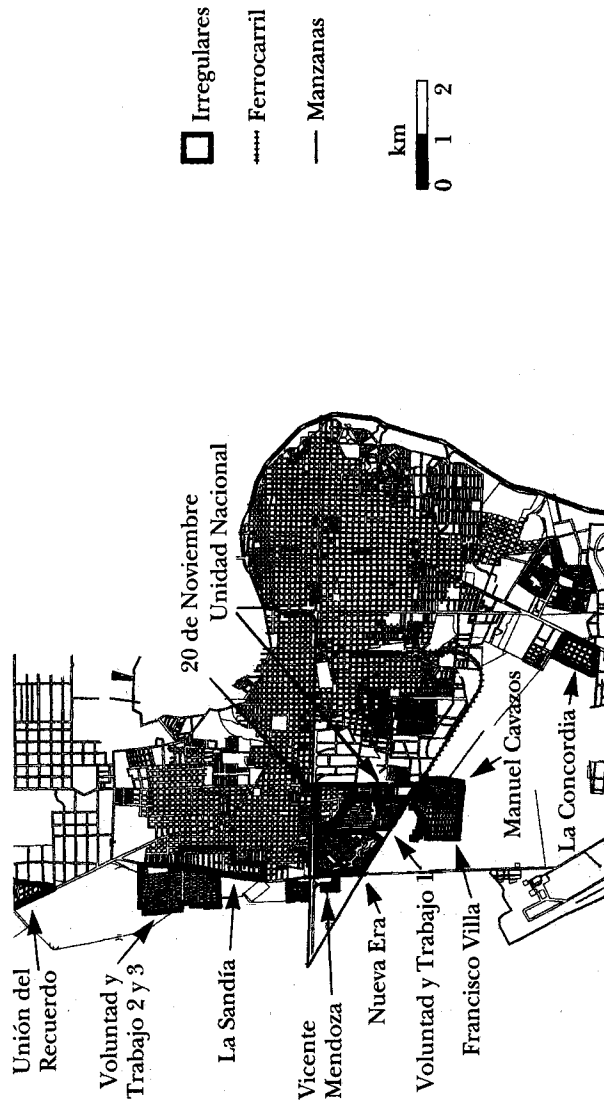 Unión del
Recuerdo
Voluntad y
Trabajo 2 y 3
La Sandía
Vicente
Mendoza
Nueva Era
Voluntad y Trabajo 1
Francisco Villa
20 de Noviembre
Unidad Nacional
Manuel Cavazos
La Concordia
Irregulares
Ferrocarril
Manzanas
km
0 1 2